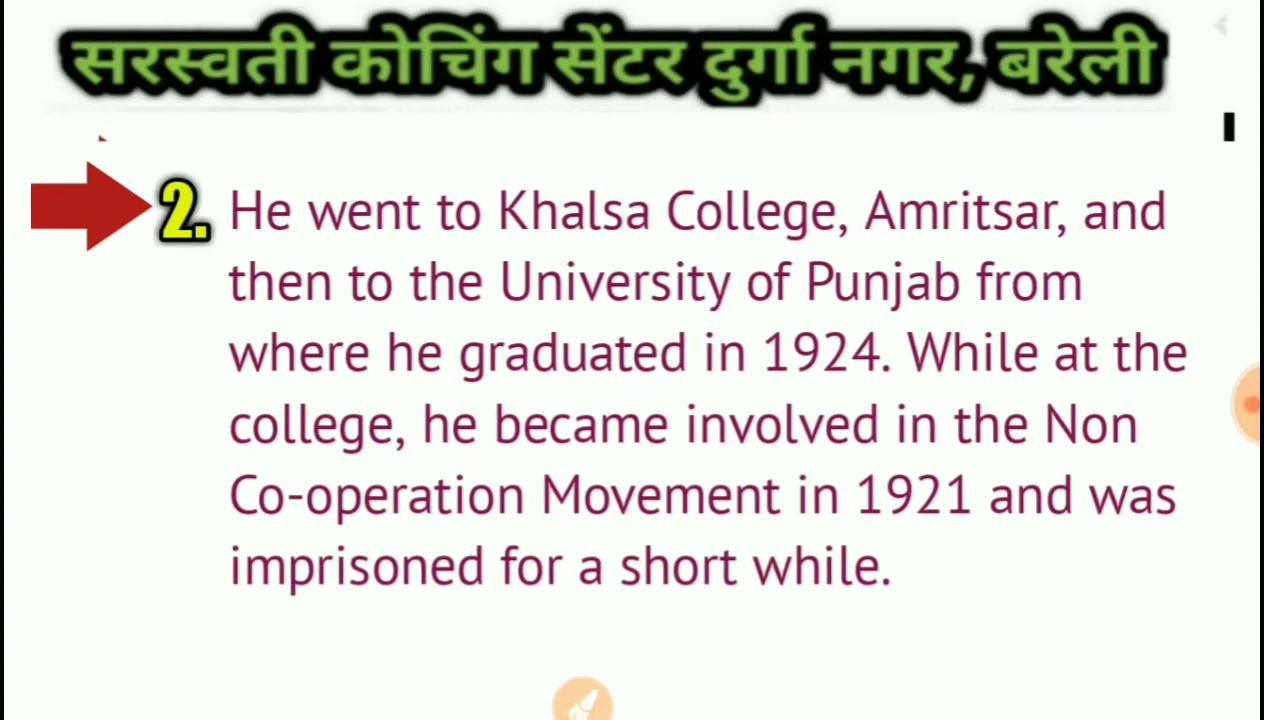 सरस्वती कोचिंग सेंटर दुर्गा नगर, बरेली
2. He went to Khalsa College, Amritsar, and
then to the University of Punjab from
where he graduated in 1924. While at the
college, he became involved in the Non
Co-operation Movement in 1921 and was
imprisoned for a short while.